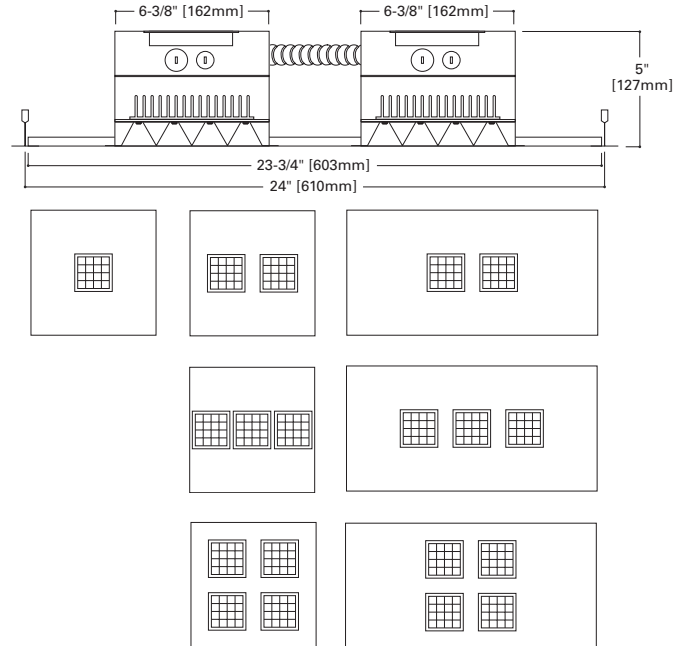 6-3/8" [162mm]
6-3/8" [162mm]
5"
[127mm]
23-3/4" [603mm]
24" [610mm]